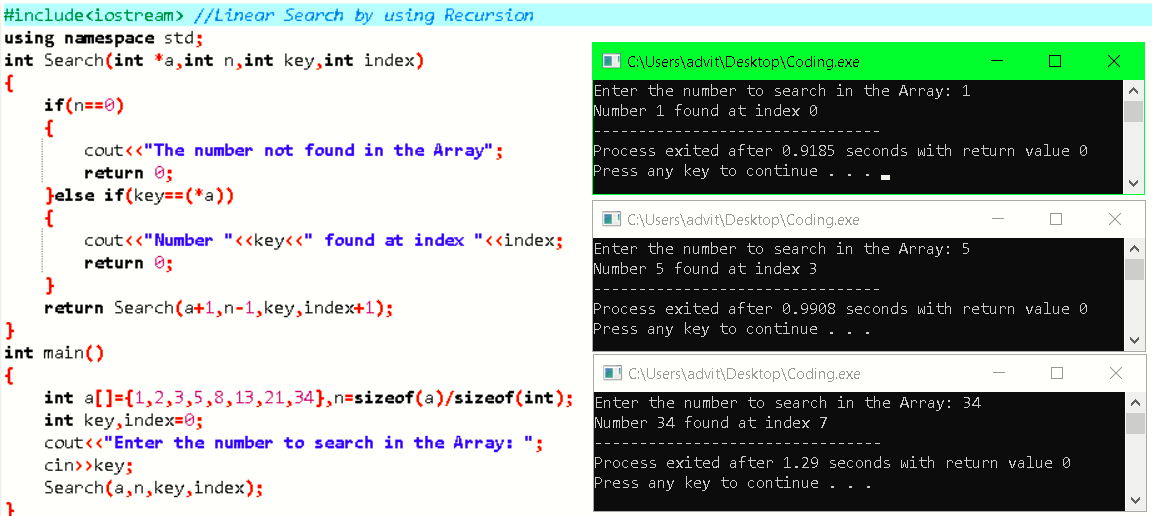 #include<iostream> //Linear Search by using Recursion
using namespace std;
int Search(int *a,int n,int key,int index)
{
    if(n==0)
    {
        cout<<"The number not found in the Array";
        return 0;
    }else if(key==(*a))
    {
        cout<<"Number "<<key<<" found at index "<<index;
        return 0;
    }
    return Search(a+1,n-1,key,index+1);
}
int main()
{
    int a[]={1,2,3,5,8,13,21,34},n=sizeof(a)/sizeof(int);
    int key,index=0;
    cout<<"Enter the number to search in the Array: ";
    cin>>key;
    Search(a,n,key,index);
}
C:\Users\advit\Desktop\Coding.exe
Enter the number to search in the Array: 1
Number 1 found at index 0
--------------------------------
Process exited after 0.9185 seconds with return value 0
Press any key to continue . . .
C:\Users\advit\Desktop\Coding.exe
Enter the number to search in the Array: 5
Number 5 found at index 3
--------------------------------
Process exited after 0.9908 seconds with return value 0
Press any key to continue . . .
C:\Users\advit\Desktop\Coding.exe
Enter the number to search in the Array: 34
Number 34 found at index 7
--------------------------------
Process exited after 1.29 seconds with return value 0
Press any key to continue . . .